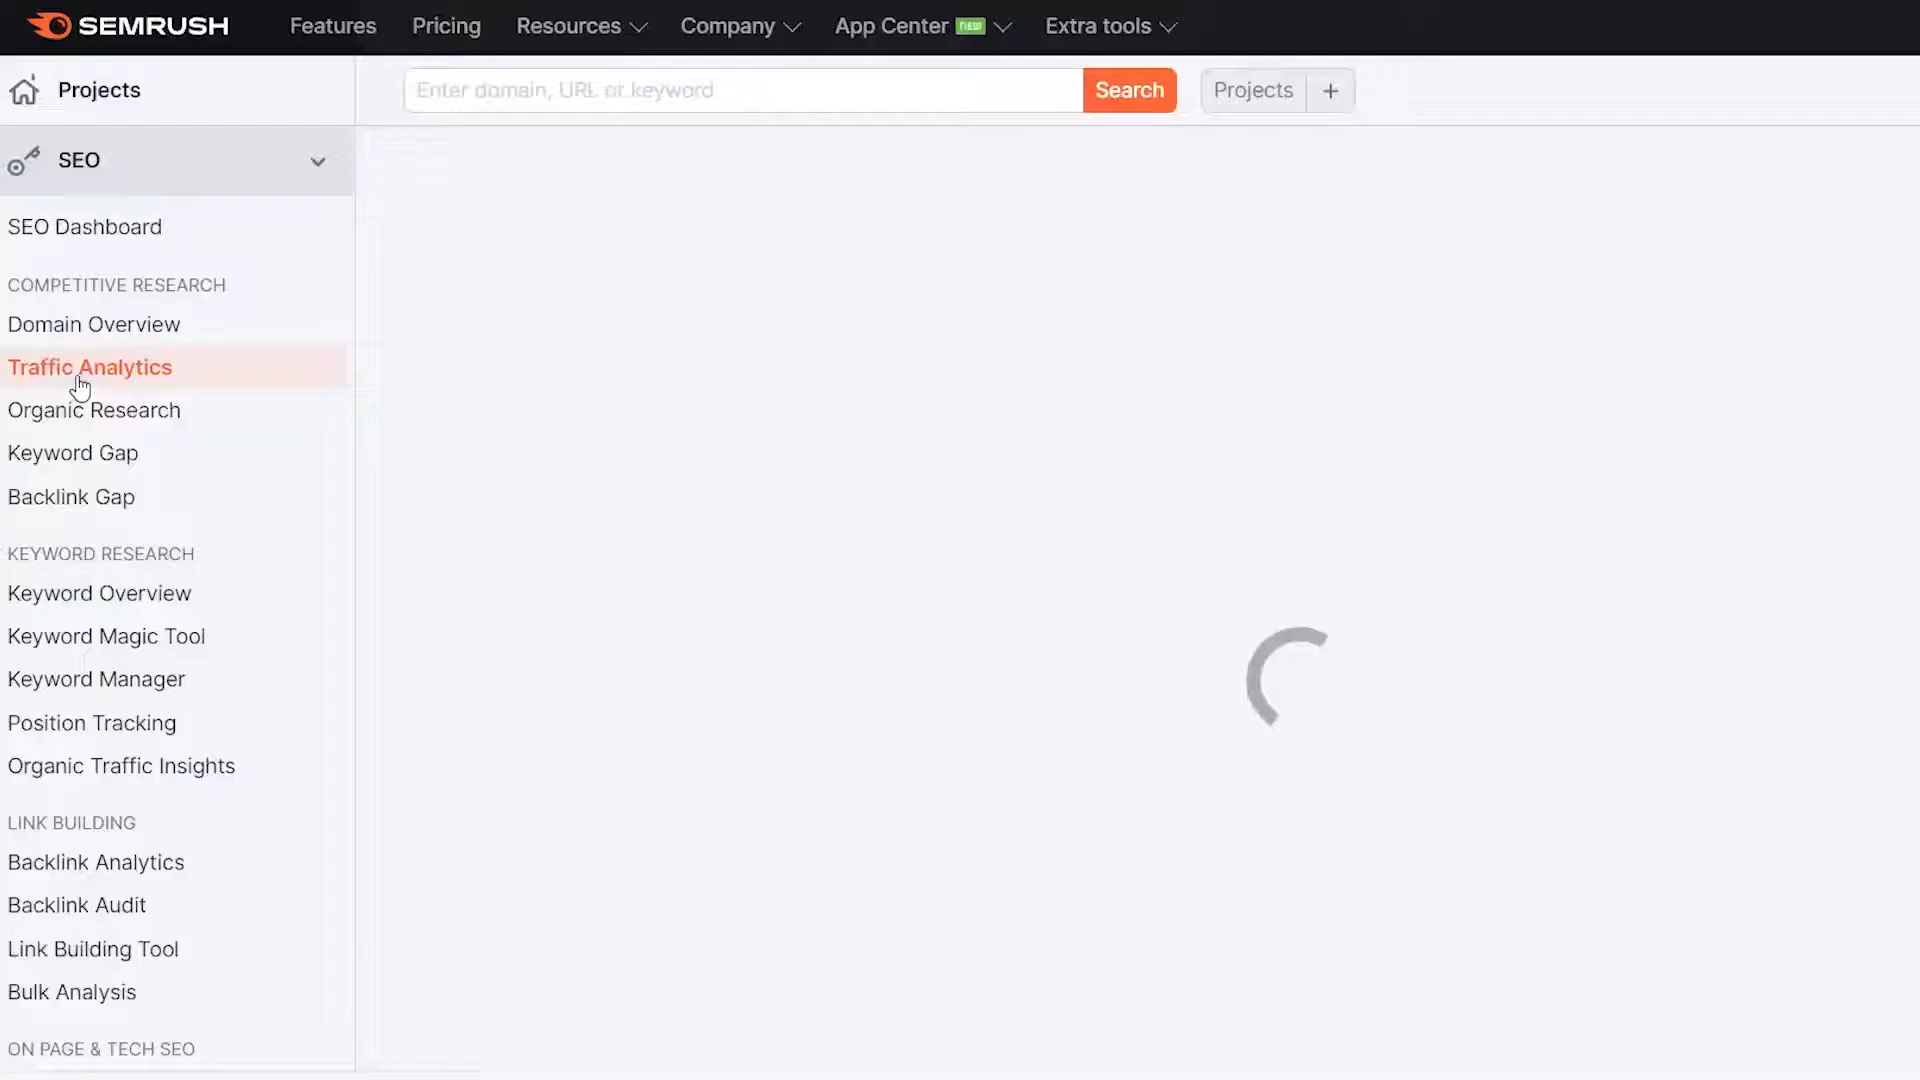 SEMRUSH Features Pricing Resources Company App Center NEW Extra tools
Projects
Enter domain, URL or keyword Search Projects +
SEO
SEO Dashboard
COMPETITIVE RESEARCH
Domain Overview
Traffic Analytics
Organic Research
Keyword Gap
Backlink Gap
KEYWORD RESEARCH
Keyword Overview
Keyword Magic Tool
Keyword Manager
Position Tracking
Organic Traffic Insights
LINK BUILDING
Backlink Analytics
Backlink Audit
Link Building Tool
Bulk Analysis
ON PAGE & TECH SEO